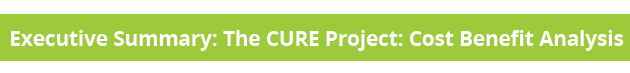 Executive Summary: The CURE Project: Cost Benefit Analysis